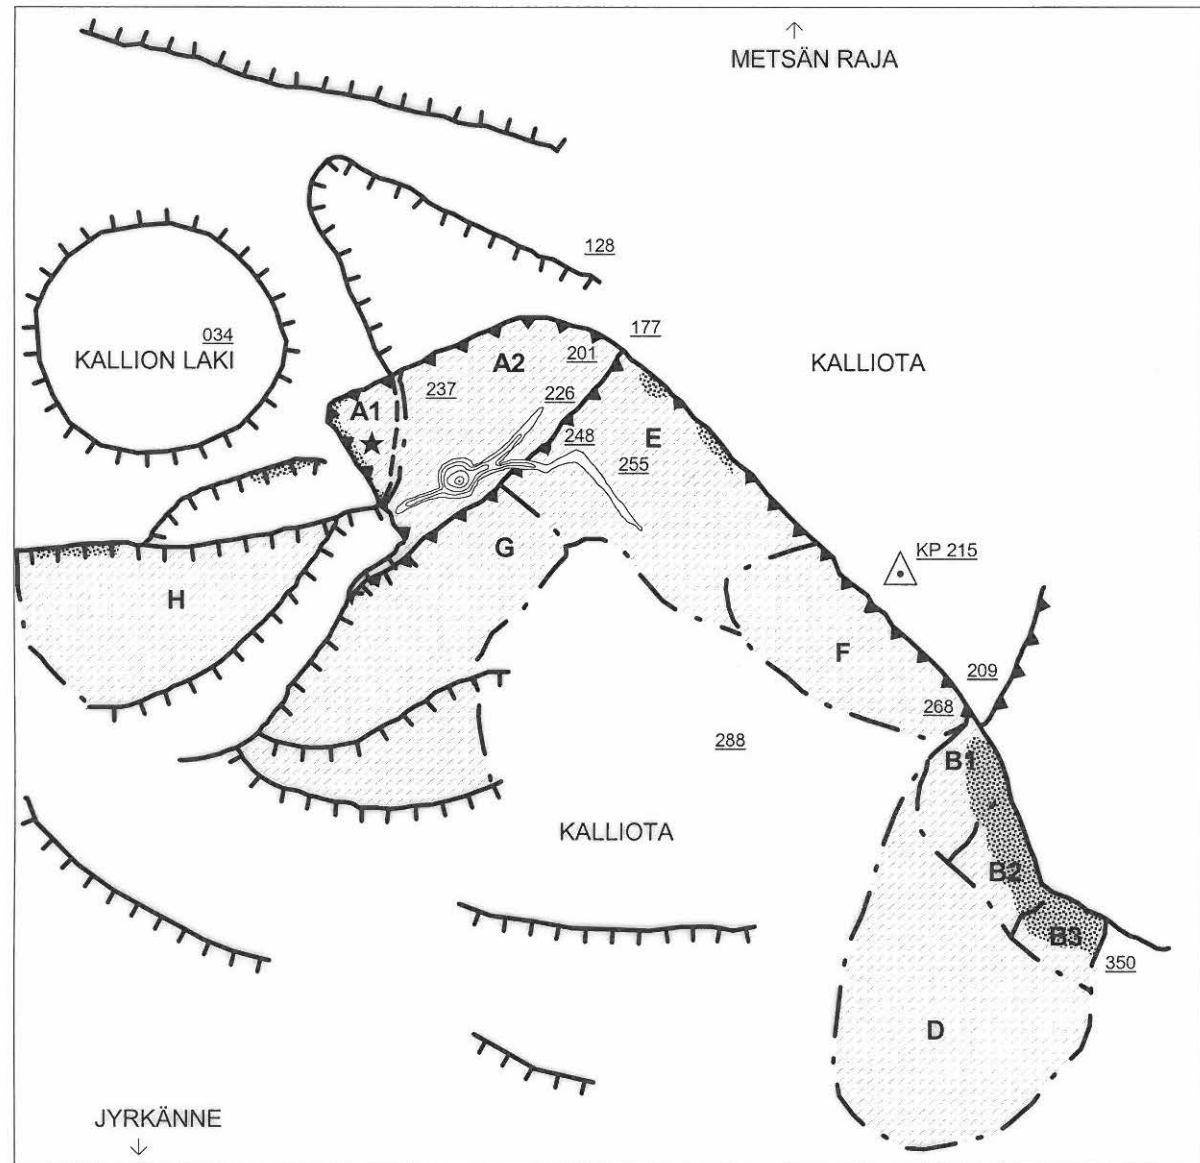 METSÄN RAJA
128
034
KALLION LAKI
177
201
A2
KALLIOTA
237
226
A1
248
E
255
G
KP 215
H
F
209
268
288
B1
KALLIOTA
B2
B3
350
D
JYRKÄNNE